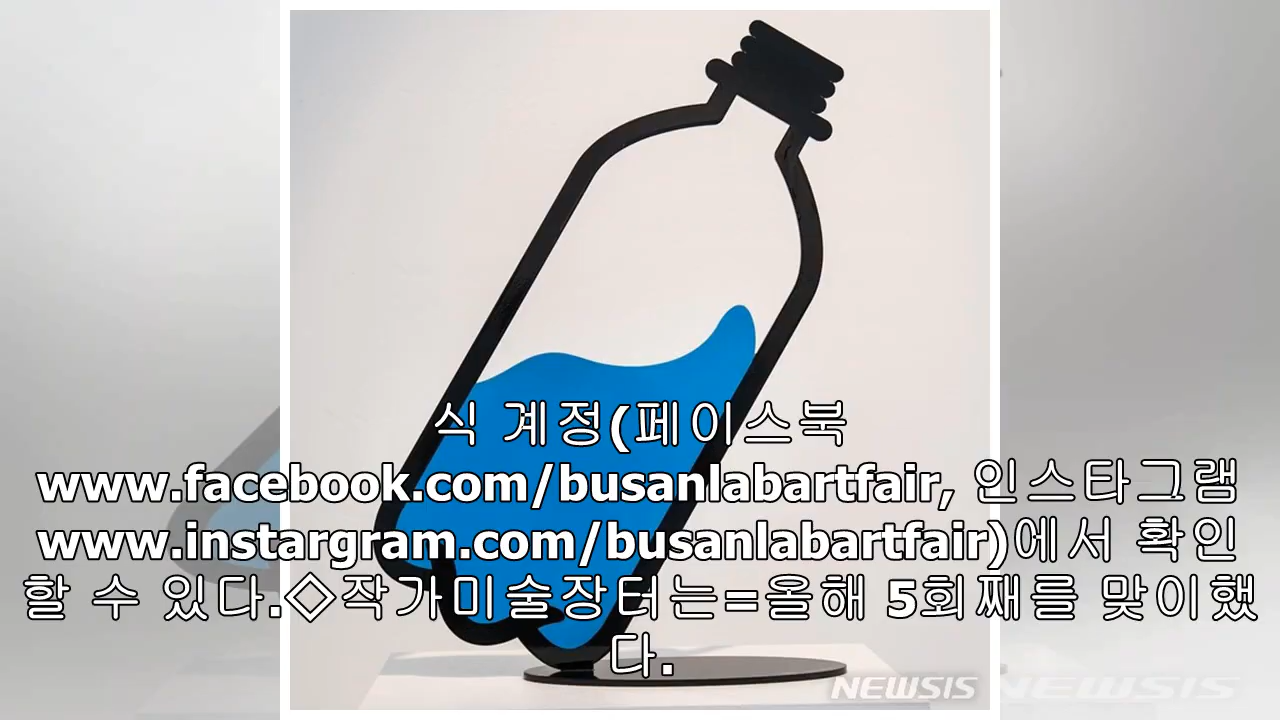 식 계정(페이스북
www.facebook.com/busanlabartfair, 인스타그램
www.instargram.com/busanlabartfair)에서 확인
할 수 있다.◇작가미술장터는=올해 5회째를 맞이했
다.
NEWSIS NEWSIS